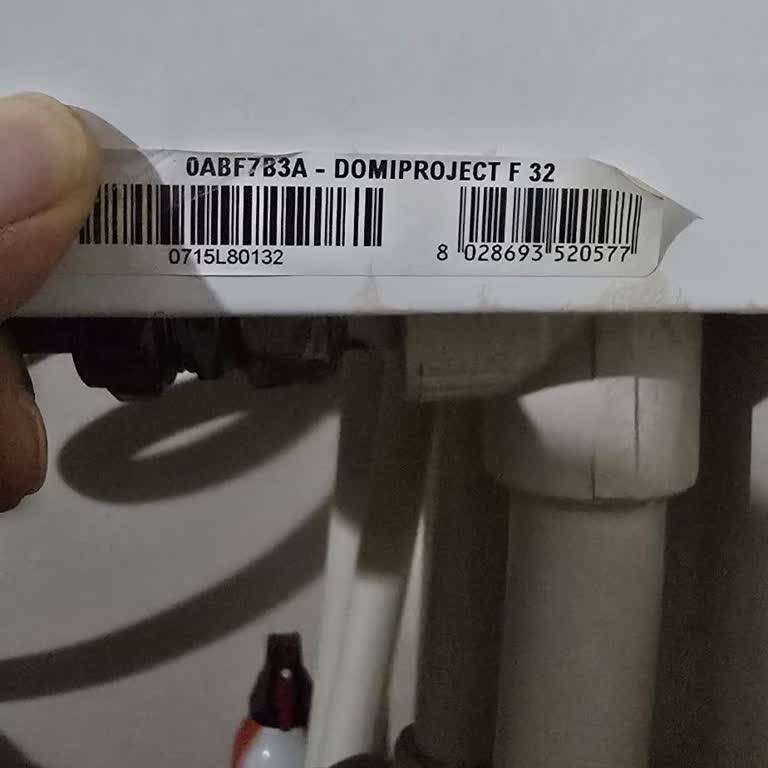 0ABF7B3A - DOMIPROJECT F 32
0715L80132
8 028693 520577